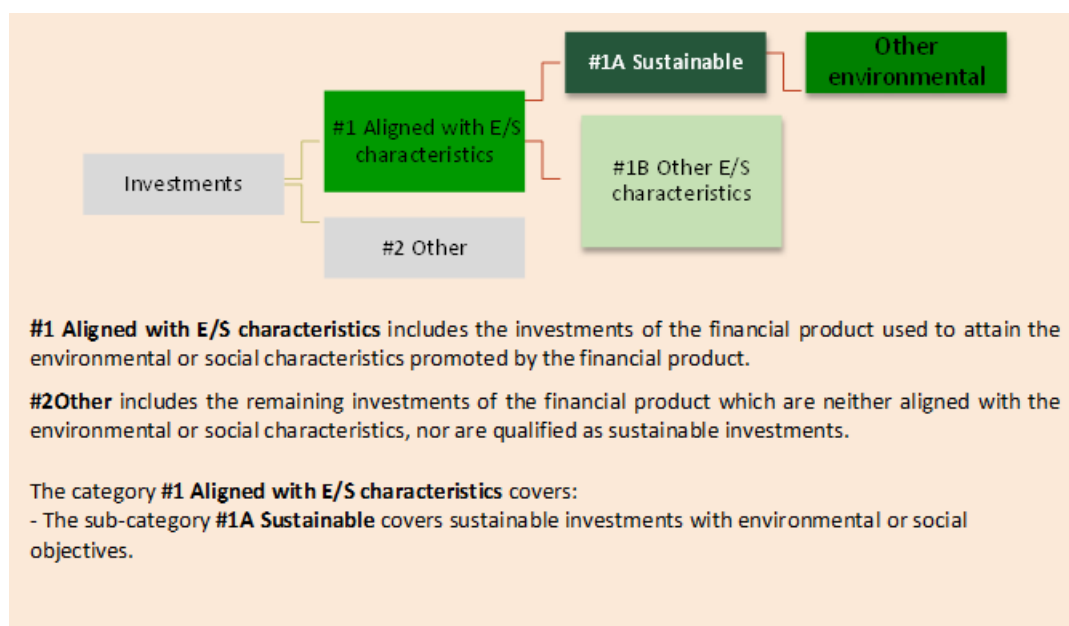 Other
environmental
#1A Sustainable
#1 Aligned with E/S
characteristics
#1B Other E/S
characteristics
Investments
#2 Other
#1 Aligned with E/S characteristics includes the investments of the financial product used to attain the
environmental or social characteristics promoted by the financial product.
#2Other includes the remaining investments of the financial product which are neither aligned with the
environmental or social characteristics, nor are qualified as sustainable investments.
The category #1 Aligned with E/S characteristics covers:
- The sub-category #1A Sustainable covers sustainable investments with environmental or social
objectives.